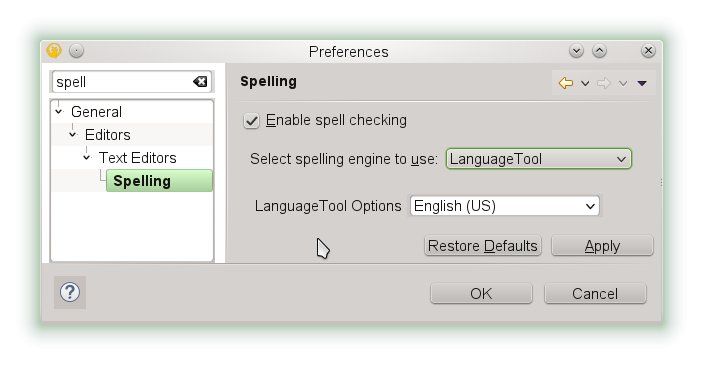 Preferences
spell
General
Editors
Text Editors
Spelling
Spelling
Enable spell checking
Select spelling engine to use: LanguageTool
LanguageTool Options English (US)
Restore Defaults Apply
? OK Cancel